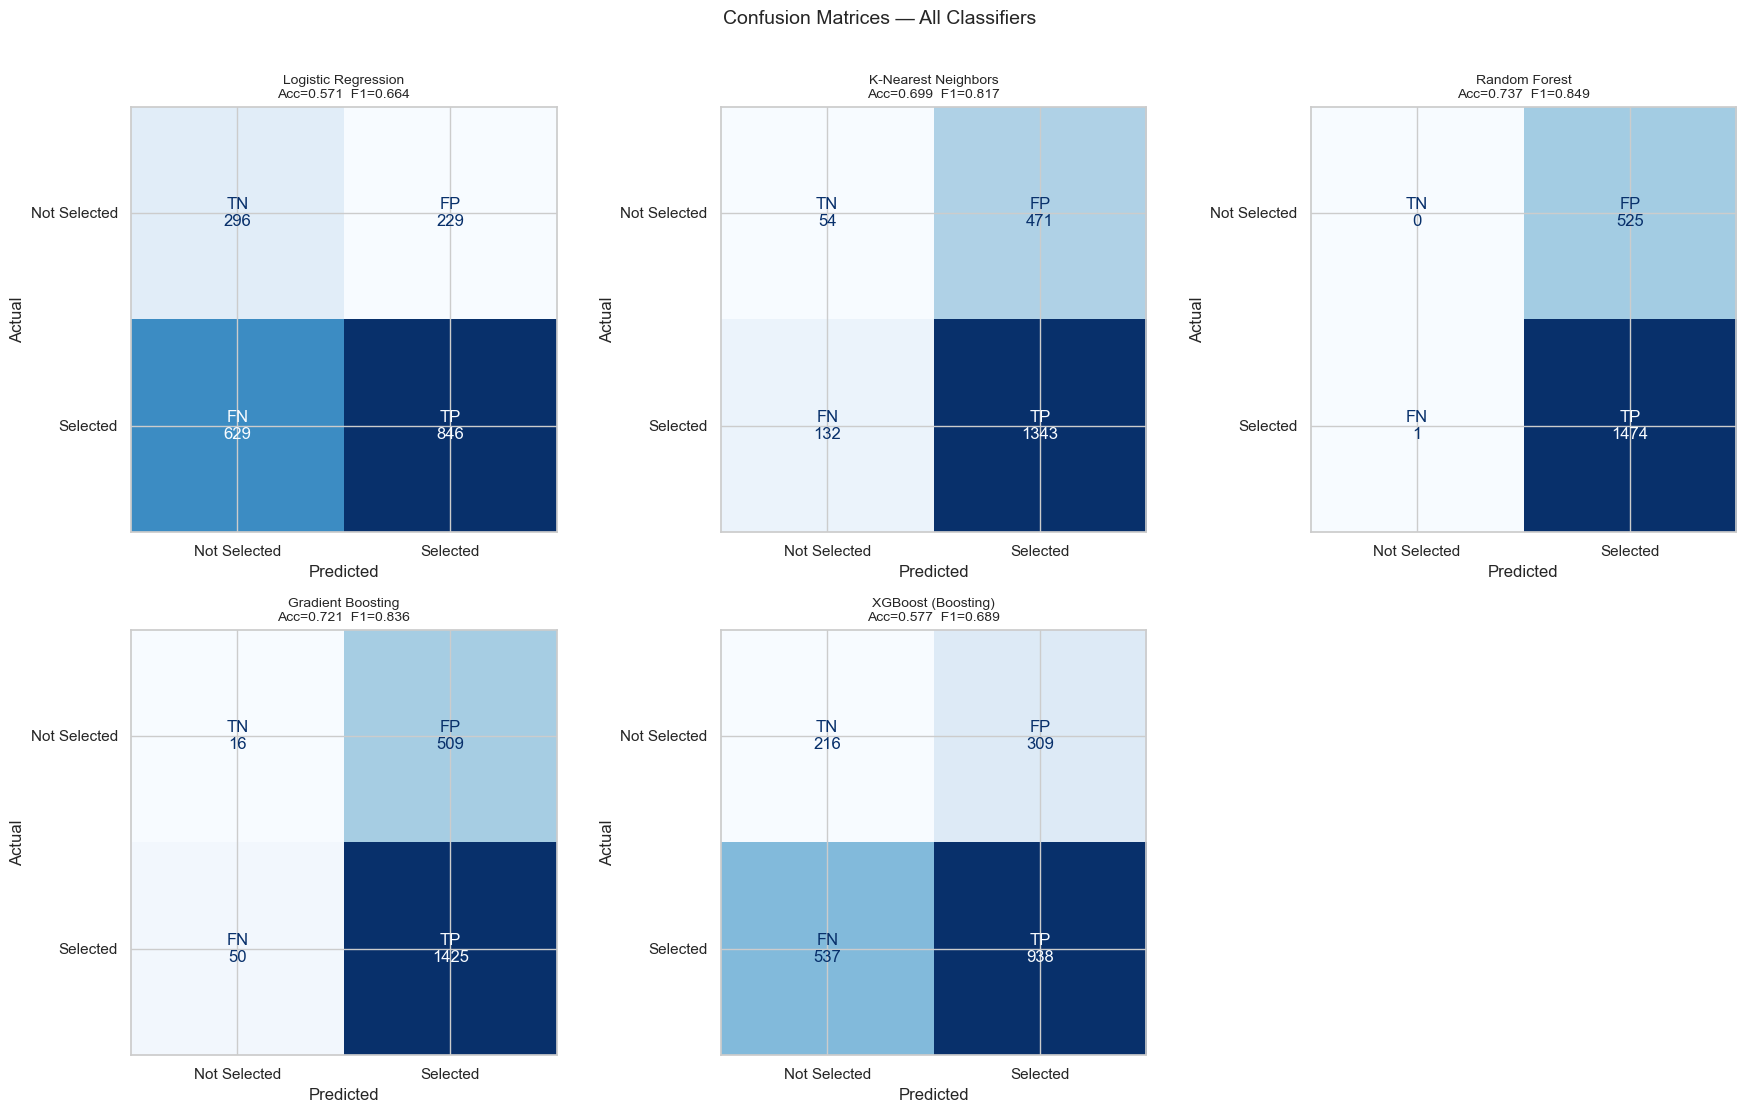 Confusion Matrices — All Classifiers
Logistic Regression
Acc=0.571  F1=0.664
Actual
Not Selected
Selected
TN
296
FP
229
FN
629
TP
846
Not Selected
Selected
Predicted
K-Nearest Neighbors
Acc=0.699  F1=0.817
Actual
Not Selected
Selected
TN
54
FP
471
FN
132
TP
1343
Not Selected
Selected
Predicted
Random Forest
Acc=0.737  F1=0.849
Actual
Not Selected
Selected
TN
0
FP
525
FN
1
TP
1474
Not Selected
Selected
Predicted
Gradient Boosting
Acc=0.721  F1=0.836
Actual
Not Selected
Selected
TN
16
FP
509
FN
50
TP
1425
Not Selected
Selected
Predicted
XGBoost (Boosting)
Acc=0.577  F1=0.689
Actual
Not Selected
Selected
TN
216
FP
309
FN
537
TP
938
Not Selected
Selected
Predicted